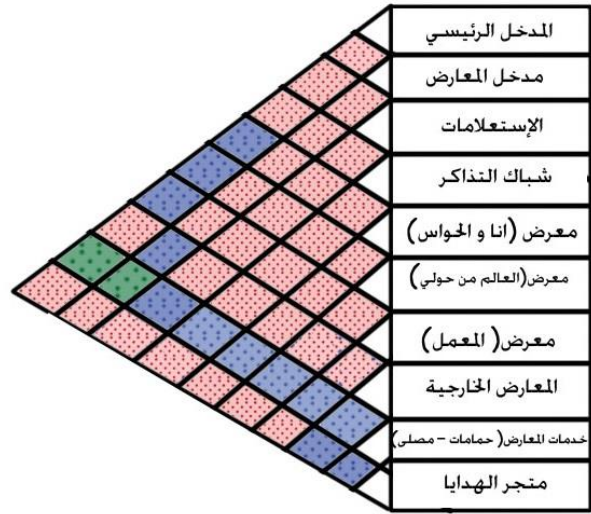 المدخل الرئيسي
مدخل المعارض
الإستعلامات
شباك التذاكر
معرض (انا و الحواس)
معرض(العالم من حولي)
معرض( المعمل)
المعارض الخارجية
خدمات المعارض( حمامات – مصلى)
متجر الهدايا